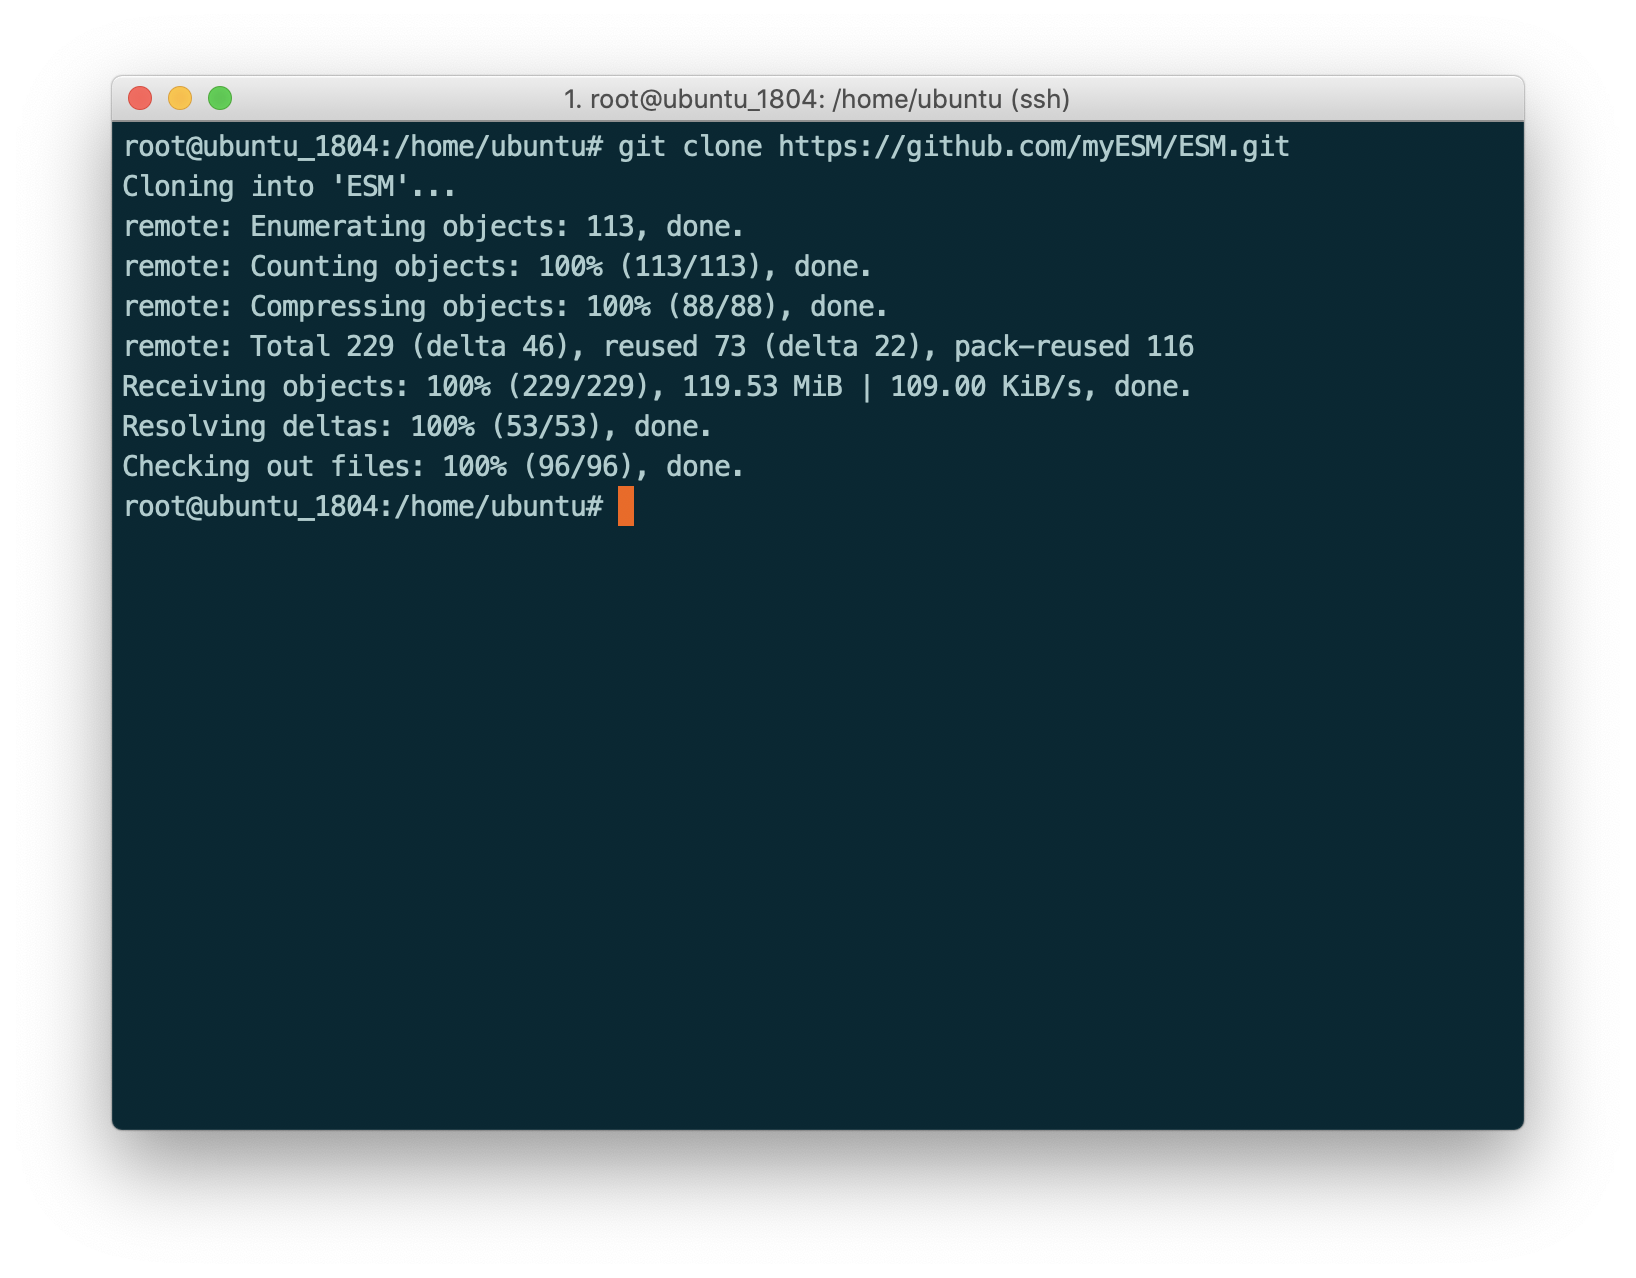 1. root@ubuntu_1804: /home/ubuntu (ssh)
root@ubuntu_1804:/home/ubuntu# git clone https://github.com/myESM/ESM.git
Cloning into 'ESM'...
remote: Enumerating objects: 113, done.
remote: Counting objects: 100% (113/113), done.
remote: Compressing objects: 100% (88/88), done.
remote: Total 229 (delta 46), reused 73 (delta 22), pack-reused 116
Receiving objects: 100% (229/229), 119.53 MiB | 109.00 KiB/s, done.
Resolving deltas: 100% (53/53), done.
Checking out files: 100% (96/96), done.
root@ubuntu_1804:/home/ubuntu#